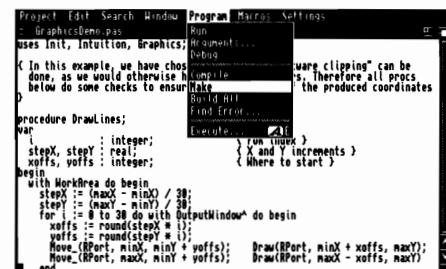 Project Edit Search Window Program Macros Settings
GraphicsDemo.pas
Run
Arguments...
Debug
Compile
Make
Build All
Find Error...
Execute... E
uses Init, Intuition, Graphics;
{ In this example, we have chos ware clipping" can be
done, as we would otherwise h s. Therefore all procs
below do some checks to ensur the produced coordinates
}
procedure DrawLines;
var
i : integer; { run index }
stepX, stepY : real; { X and Y increments }
xoffs, yoffs : integer; { Where to start }
begin
with WorkArea do begin
stepX := (maxX - minX) / 30;
stepY := (maxY - minY) / 30;
for i := 0 to 30 do with OutputWindow^ do begin
xoffs := round(stepX * i);
yoffs := round(stepY * i);
Move_(RPort, minX, minY + yoffs); Draw(RPort, minX + xoffs, maxY);
Move_(RPort, maxX, minY + yoffs); Draw(RPort, maxX - xoffs, maxY);
end